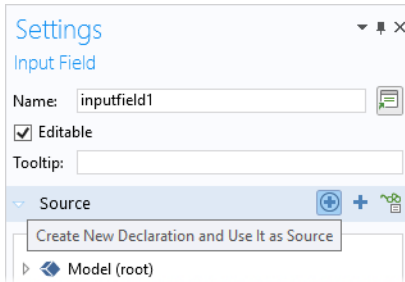 Settings
Input Field
Name: inputfield1
Editable
Tooltip:
Source
Create New Declaration and Use It as Source
Model (root)